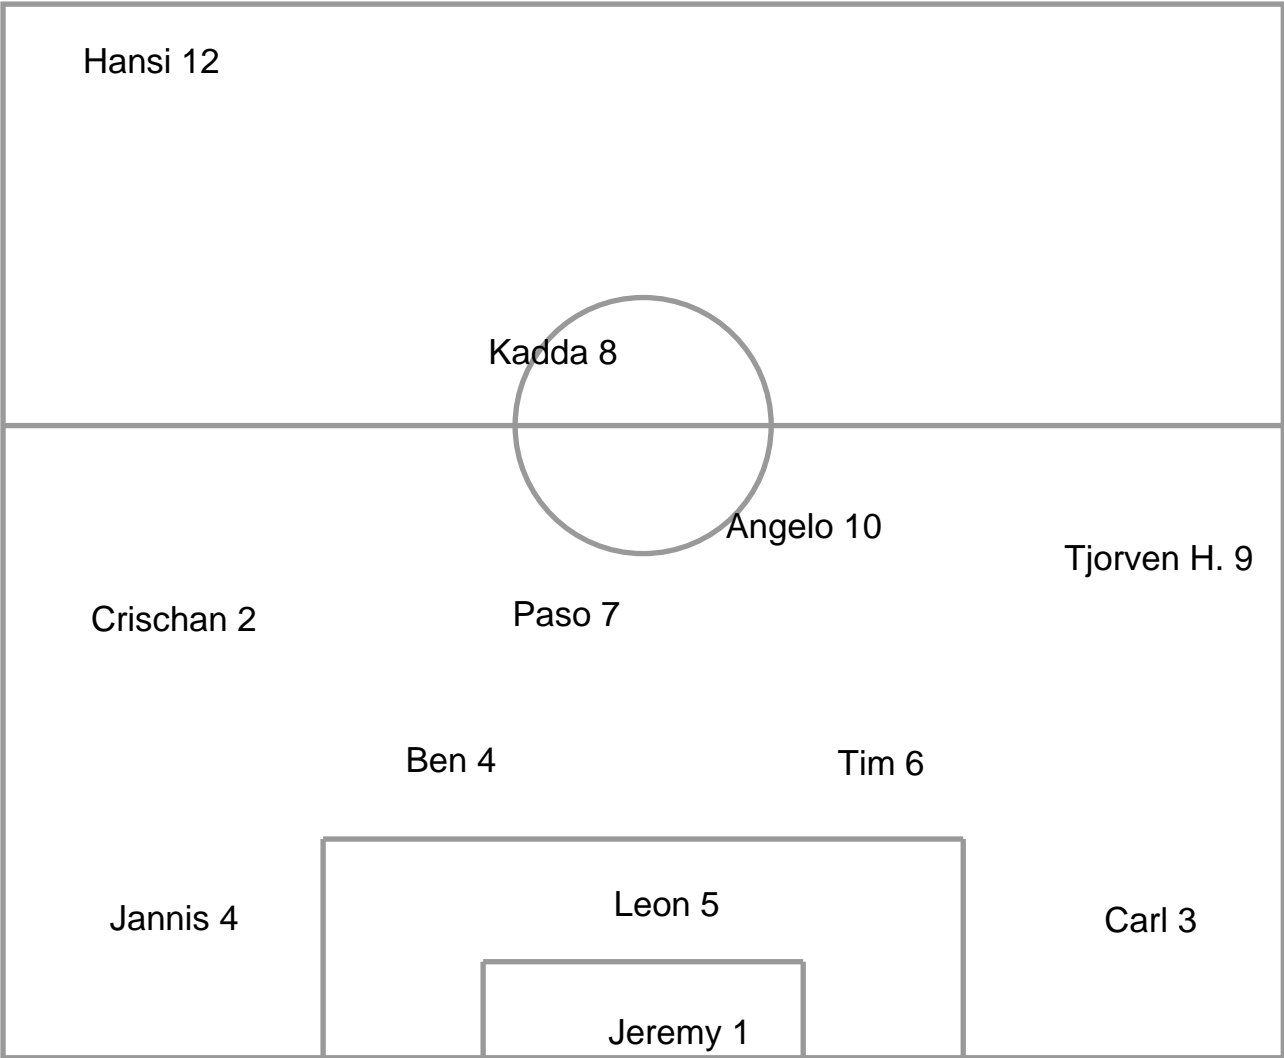 Hansi 12
Kadda 8
Angelo 10
Tjorven H. 9
Crischan 2
Paso 7
Ben 4
Tim 6
Leon 5
Jannis 4
Carl 3
Jeremy 1